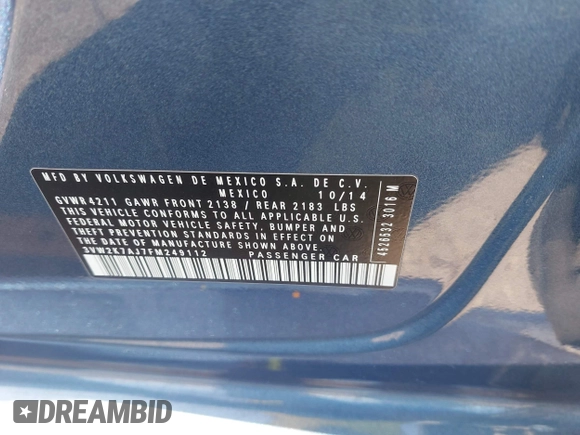 MFD BY VOLKSWAGEN DE MEXICO S.A. DE C.V.
MEXICO 10/14
GVWR4211 GAWR FRONT 2138 / REAR 2183 LBS
THIS VEHICLE CONFORMS TO ALL APPLICABLE U.S.
FEDERAL MOTOR VEHICLE SAFETY, BUMPER AND
THEFT PREVENTION STANDARDS IN EFFECT ON
THE DATE OF MANUFACTURE SHOWN ABOVE.
3VW2K7AJ7FM249112 PASSENGER CAR
4526532 3016 M
DREAMBID